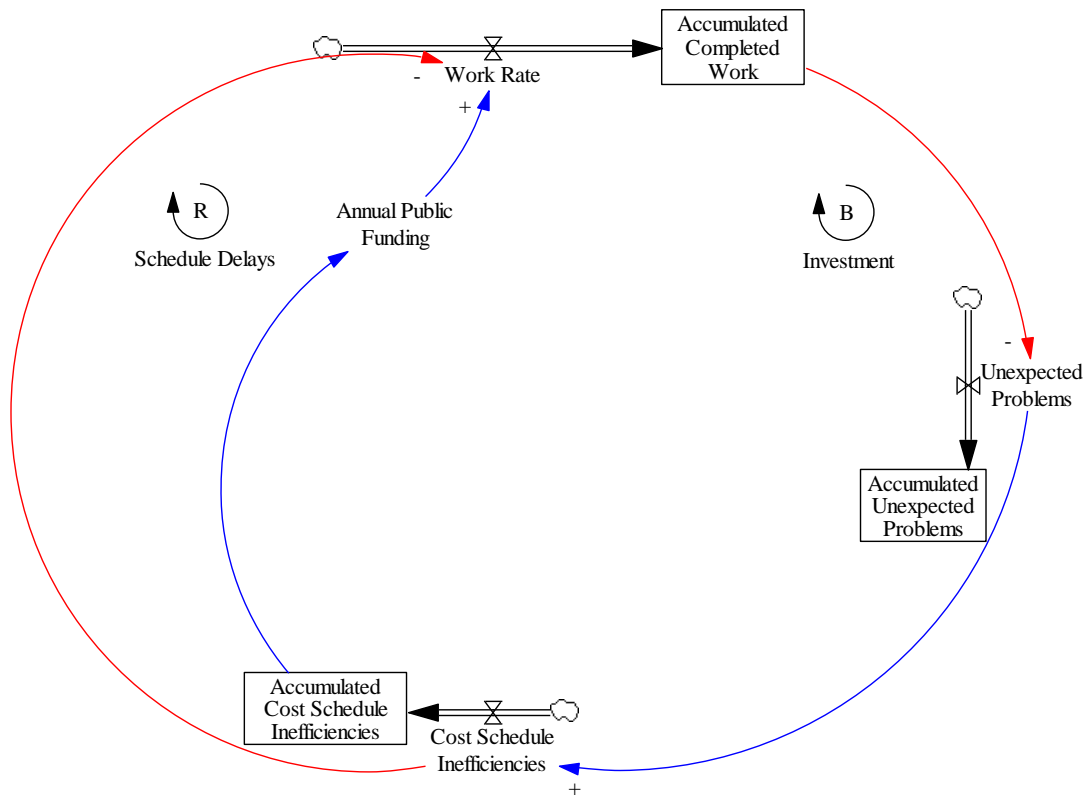 Accumulated
Completed
Work
-
Work Rate
+
Annual Public
Funding
R
Schedule Delays
B
Investment
-
Unexpected
Problems
Accumulated
Unexpected
Problems
Accumulated
Cost Schedule
Inefficiencies
Cost Schedule
Inefficiencies
+